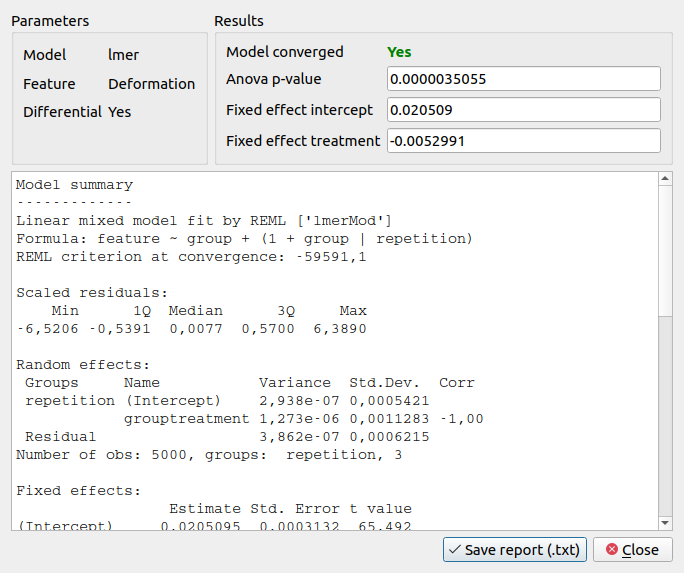 Parameters
Model lmer
Feature Deformation
Differential Yes
Results
Model converged Yes
Anova p-value 0.0000035055
Fixed effect intercept 0.020509
Fixed effect treatment -0.0052991
Model summary
-------------
Linear mixed model fit by REML ['lmerMod']
Formula: feature ~ group + (1 + group | repetition)
REML criterion at convergence: -59591,1
Scaled residuals:
Min 1Q Median 3Q Max
-6,5206 -0,5391 0,0077 0,5700 6,3890
Random effects:
Groups Name Variance Std.Dev. Corr
repetition (Intercept) 2,938e-07 0,0005421
grouptreatment 1,273e-06 0,0011283 -1,00
Residual 3,862e-07 0,0006215
Number of obs: 5000, groups: repetition, 3
Fixed effects:
Estimate Std. Error t value
(Intercept) 0,0205095 0,0003132 65,492
Save report (.txt)
Close